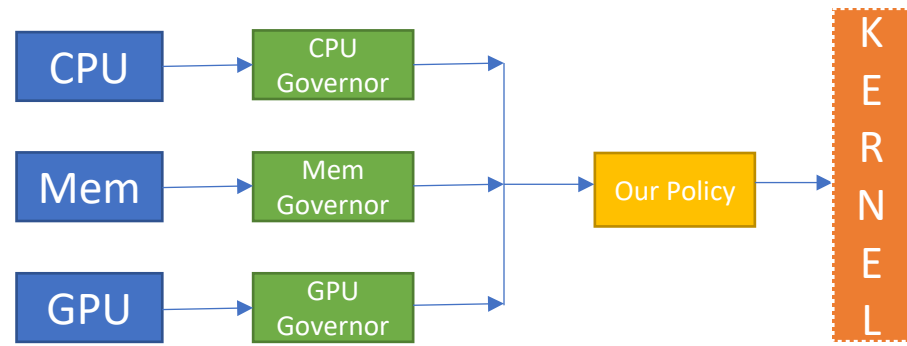 CPU
CPU
Governor
Mem
Mem
Governor
GPU
GPU
Governor
Our Policy
K
E
R
N
E
L